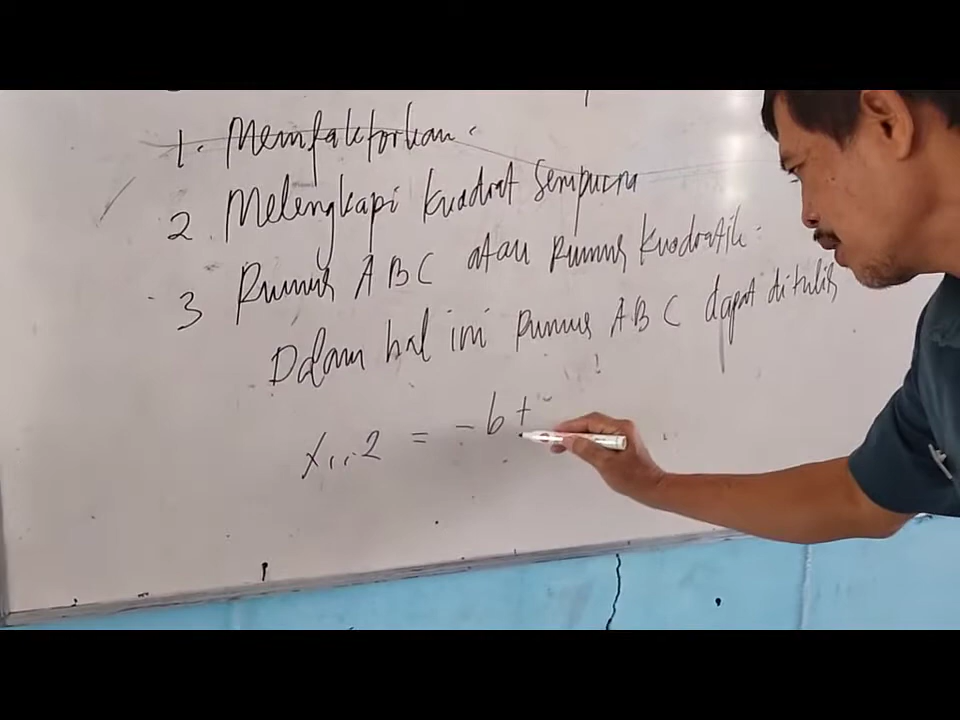 1. Memfaktorkan.
2. Melengkapi kuadrat Sempurna
3 Rumus ABC atau Rumus Kuadratik.
Dalam hal ini Rumus ABC dapat ditulis
x1,2 = -b +